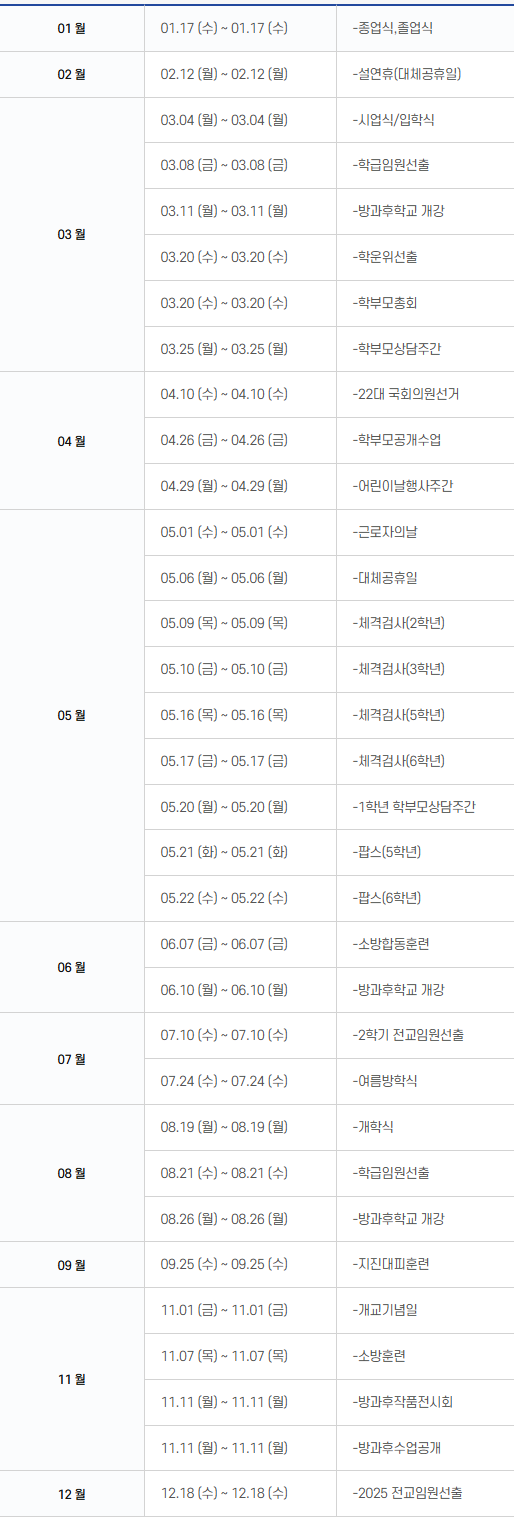 01 월
01.17 (수) ~ 01.17 (수)
-종업식,졸업식
02 월
02.12 (월) ~ 02.12 (월)
-설연휴(대체공휴일)
03 월
03.04 (월) ~ 03.04 (월)
-시업식/입학식
03.08 (금) ~ 03.08 (금)
-학급임원선출
03.11 (월) ~ 03.11 (월)
-방과후학교 개강
03.20 (수) ~ 03.20 (수)
-학운위선출
03.20 (수) ~ 03.20 (수)
-학부모총회
03.25 (월) ~ 03.25 (월)
-학부모상담주간
04 월
04.10 (수) ~ 04.10 (수)
-22대 국회의원선거
04.26 (금) ~ 04.26 (금)
-학부모공개수업
04.29 (월) ~ 04.29 (월)
-어린이날행사주간
05 월
05.01 (수) ~ 05.01 (수)
-근로자의날
05.06 (월) ~ 05.06 (월)
-대체공휴일
05.09 (목) ~ 05.09 (목)
-체격검사(2학년)
05.10 (금) ~ 05.10 (금)
-체격검사(3학년)
05.16 (목) ~ 05.16 (목)
-체격검사(5학년)
05.17 (금) ~ 05.17 (금)
-체격검사(6학년)
05.20 (월) ~ 05.20 (월)
-1학년 학부모상담주간
05.21 (화) ~ 05.21 (화)
-팝스(5학년)
05.22 (수) ~ 05.22 (수)
-팝스(6학년)
06 월
06.07 (금) ~ 06.07 (금)
-소방합동훈련
06.10 (월) ~ 06.10 (월)
-방과후학교 개강
07 월
07.10 (수) ~ 07.10 (수)
-2학기 전교임원선출
07.24 (수) ~ 07.24 (수)
-여름방학식
08 월
08.19 (월) ~ 08.19 (월)
-개학식
08.21 (수) ~ 08.21 (수)
-학급임원선출
08.26 (월) ~ 08.26 (월)
-방과후학교 개강
09 월
09.25 (수) ~ 09.25 (수)
-지진대피훈련
11 월
11.01 (금) ~ 11.01 (금)
-개교기념일
11.07 (목) ~ 11.07 (목)
-소방훈련
11.11 (월) ~ 11.11 (월)
-방과후작품전시회
11.11 (월) ~ 11.11 (월)
-방과후수업공개
12 월
12.18 (수) ~ 12.18 (수)
-2025 전교임원선출